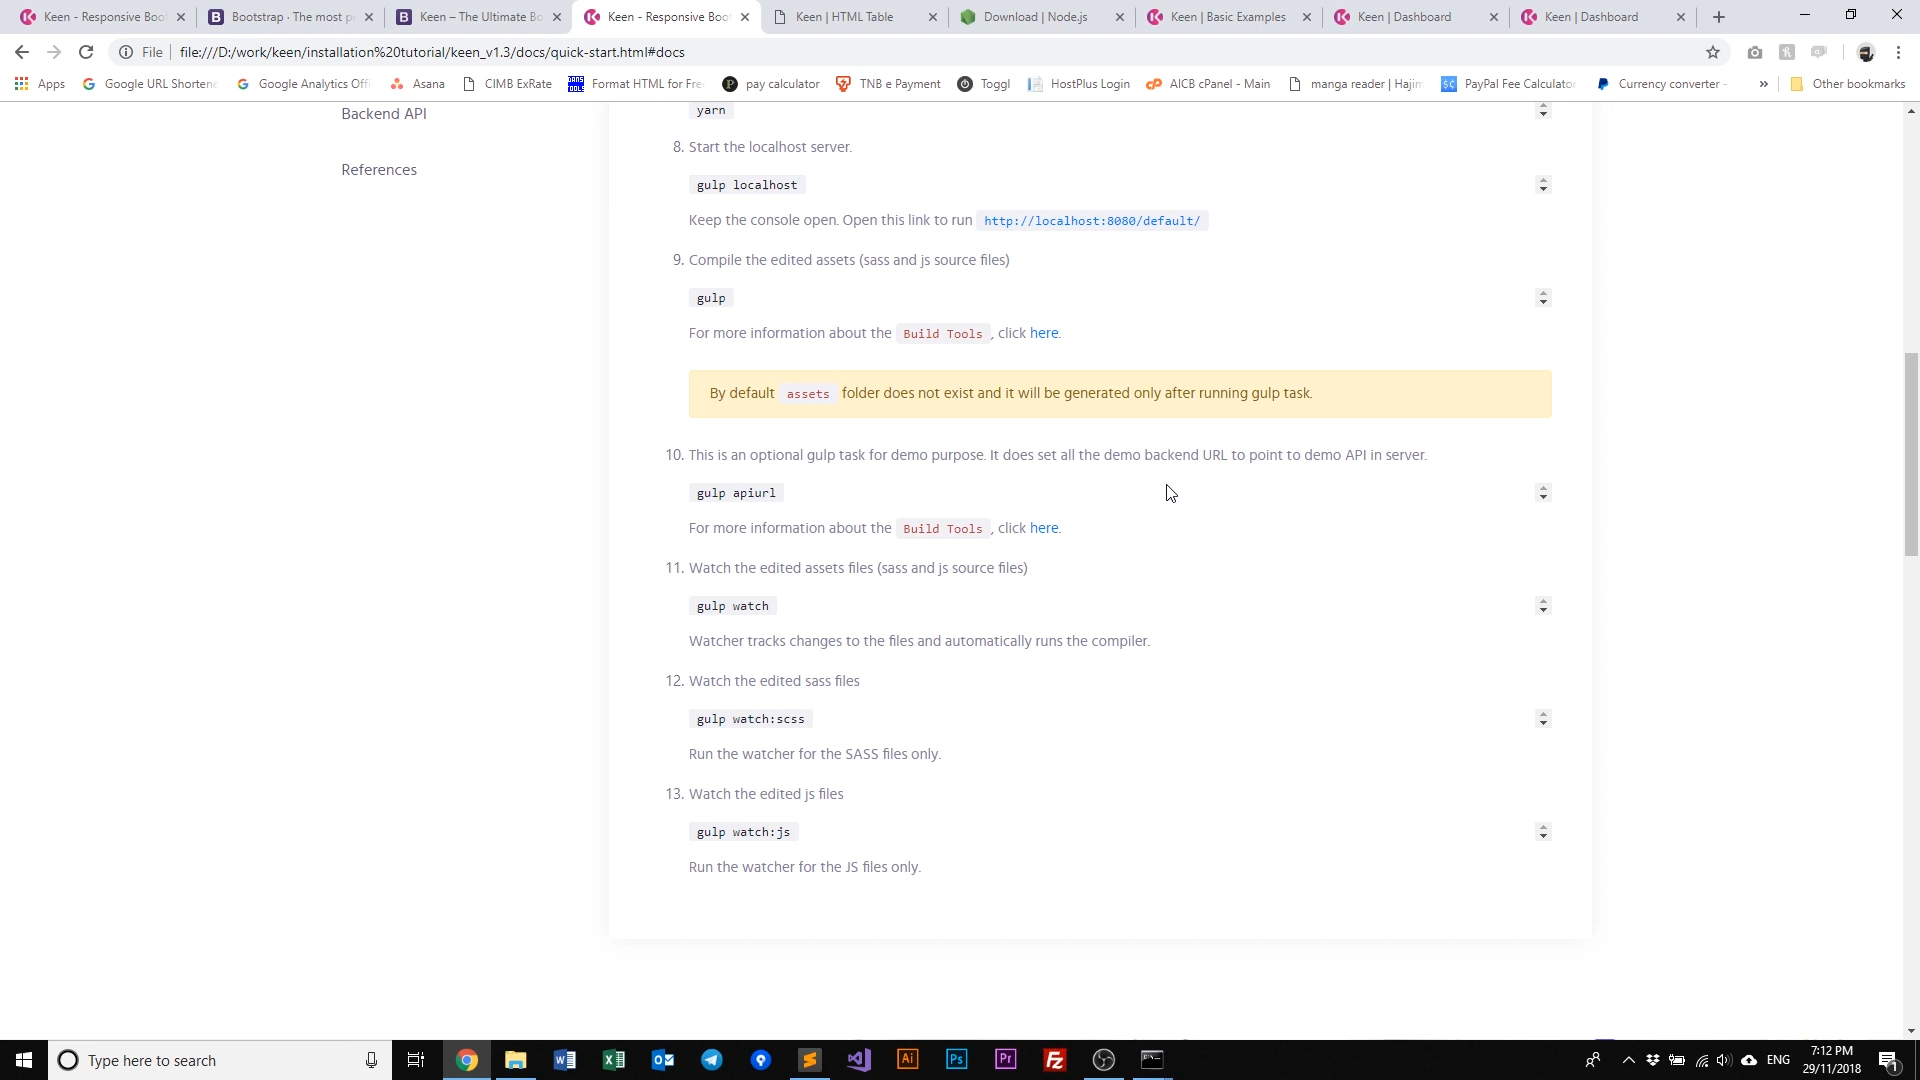 Keen - Responsive Boot
Bootstrap · The most p
Keen – The Ultimate Bo
Keen - Responsive Boot
Keen | HTML Table
Download | Node.js
Keen | Basic Examples
Keen | Dashboard
Keen | Dashboard
File file:///D:/work/keen/installation%20tutorial/keen_v1.3/docs/quick-start.html#docs
Apps
Google URL Shortene
Google Analytics Offi
Asana
CIMB ExRate
Format HTML for Fre
pay calculator
TNB e Payment
Toggl
HostPlus Login
AICB cPanel - Main
manga reader | Hajim
PayPal Fee Calculator
Currency converter -
»
Other bookmarks
Backend API
References
yarn
8. Start the localhost server.
gulp localhost
Keep the console open. Open this link to run http://localhost:8080/default/
9. Compile the edited assets (sass and js source files)
gulp
For more information about the Build Tools , click here.
By default assets folder does not exist and it will be generated only after running gulp task.
10. This is an optional gulp task for demo purpose. It does set all the demo backend URL to point to demo API in server.
gulp apiurl
For more information about the Build Tools , click here.
11. Watch the edited assets files (sass and js source files)
gulp watch
Watcher tracks changes to the files and automatically runs the compiler.
12. Watch the edited sass files
gulp watch:scss
Run the watcher for the SASS files only.
13. Watch the edited js files
gulp watch:js
Run the watcher for the JS files only.
Type here to search
Ai
Ps
Pr
Fz
ENG
7:12 PM
29/11/2018
1